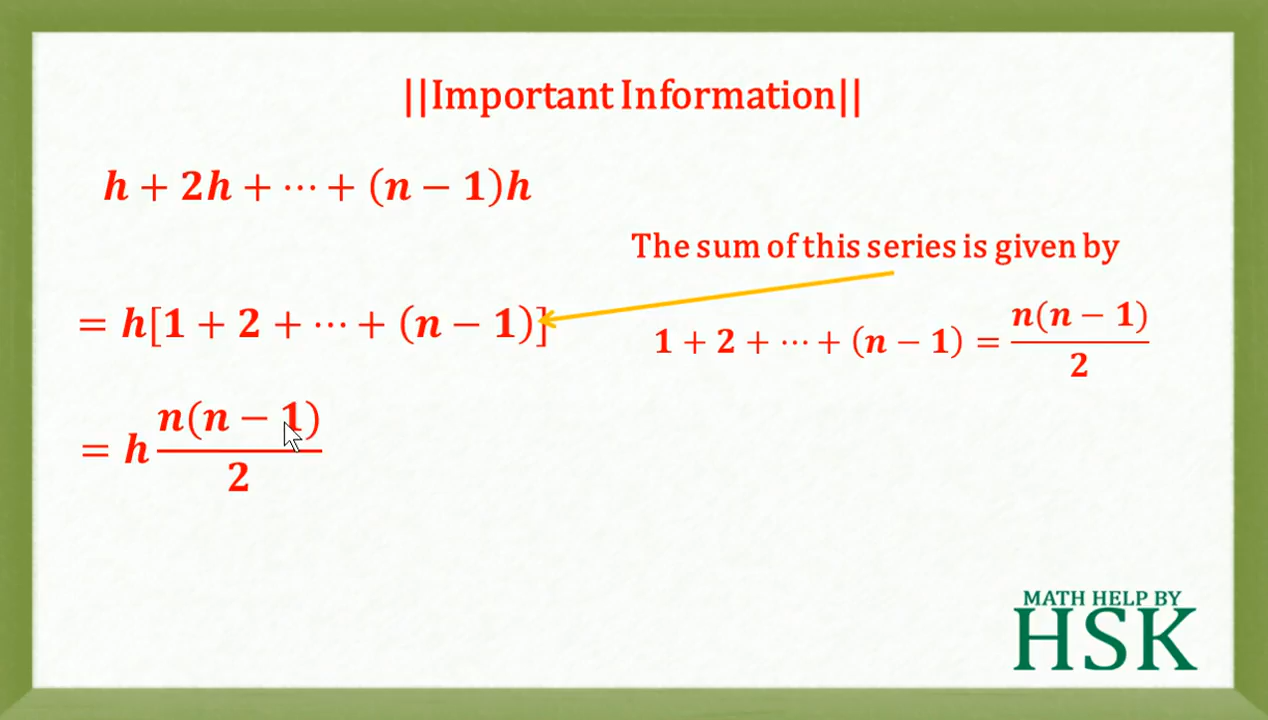 ||Important Information||
h + 2h + ⋯ + (n − 1)h
The sum of this series is given by
= h[1 + 2 + ⋯ + (n − 1)]
1 + 2 + ⋯ + (n − 1) = n(n − 1)/2
= h n(n − 1)/2
MATH HELP BY
HSK